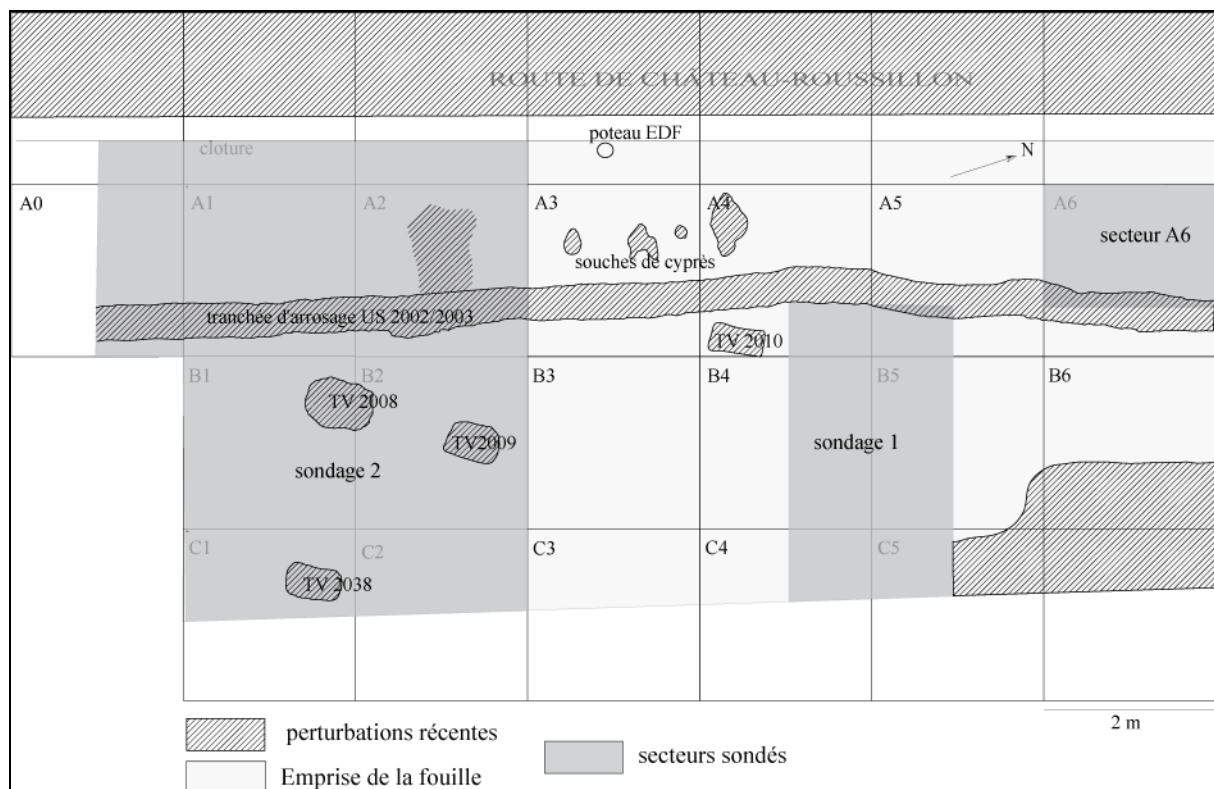 ROUTE DE CHÂTEAU-ROUSSILLON
poteau EDF
cloture
N
A0
A1
A2
A3
A4
A5
A6
secteur A6
souches de cyprès
tranchée d'arrosage US 2002/2003
TV 2010
B1
B2
B3
B4
B5
B6
TV 2008
TV2009
sondage 2
sondage 1
C1
C2
C3
C4
C5
TV 2038
2 m
perturbations récentes
secteurs sondés
Emprise de la fouille